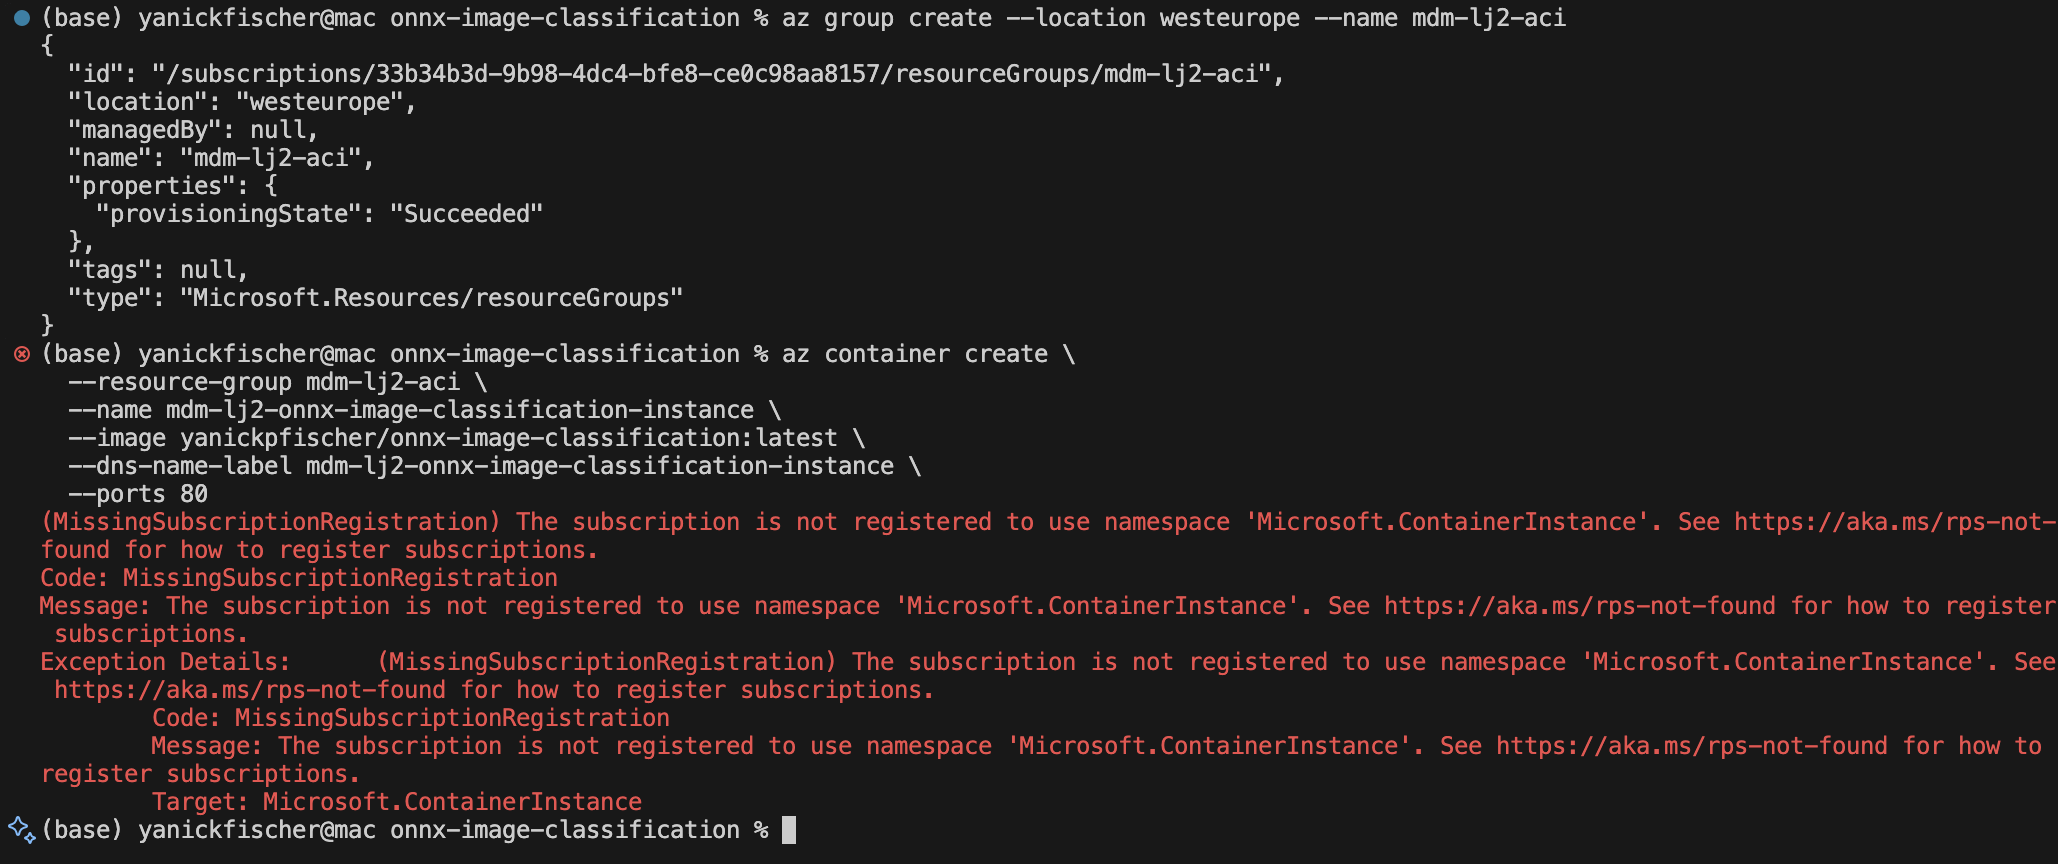 (base) yanickfischer@mac onnx-image-classification % az group create --location westeurope --name mdm-lj2-aci
{
  "id": "/subscriptions/33b34b3d-9b98-4dc4-bfe8-ce0c98aa8157/resourceGroups/mdm-lj2-aci",
  "location": "westeurope",
  "managedBy": null,
  "name": "mdm-lj2-aci",
  "properties": {
    "provisioningState": "Succeeded"
  },
  "tags": null,
  "type": "Microsoft.Resources/resourceGroups"
}
(base) yanickfischer@mac onnx-image-classification % az container create \
  --resource-group mdm-lj2-aci \
  --name mdm-lj2-onnx-image-classification-instance \
  --image yanickpfischer/onnx-image-classification:latest \
  --dns-name-label mdm-lj2-onnx-image-classification-instance \
  --ports 80
(MissingSubscriptionRegistration) The subscription is not registered to use namespace 'Microsoft.ContainerInstance'. See https://aka.ms/rps-not-
found for how to register subscriptions.
Code: MissingSubscriptionRegistration
Message: The subscription is not registered to use namespace 'Microsoft.ContainerInstance'. See https://aka.ms/rps-not-found for how to register
 subscriptions.
Exception Details:      (MissingSubscriptionRegistration) The subscription is not registered to use namespace 'Microsoft.ContainerInstance'. See
 https://aka.ms/rps-not-found for how to register subscriptions.
        Code: MissingSubscriptionRegistration
        Message: The subscription is not registered to use namespace 'Microsoft.ContainerInstance'. See https://aka.ms/rps-not-found for how to
register subscriptions.
        Target: Microsoft.ContainerInstance
(base) yanickfischer@mac onnx-image-classification %